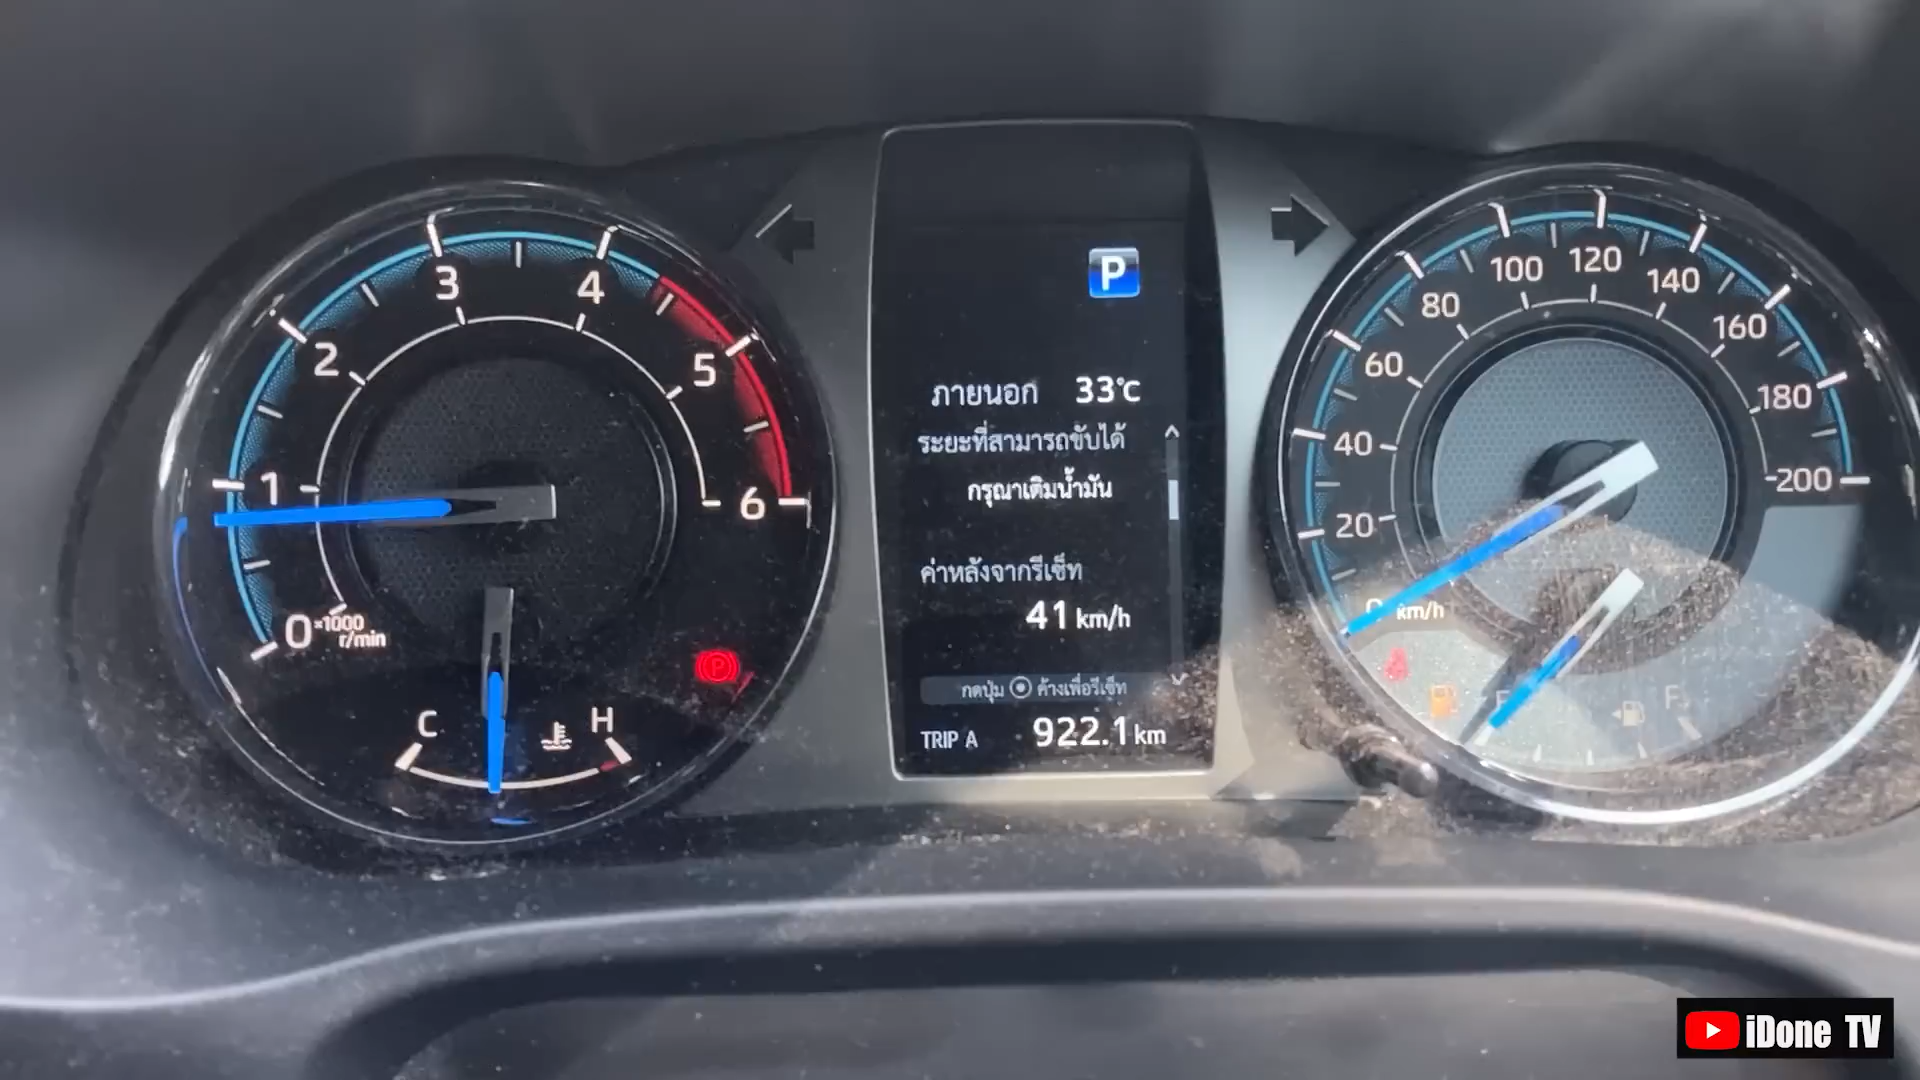 3
4
2
5
1
6
0
×1000
r/min
C
H
P
ภายนอก 33°C
ระยะที่สามารถขับได้
กรุณาเติมน้ำมัน
ค่าหลังจากรีเซ็ท
41 km/h
กดปุ่ม ค้างเพื่อรีเซ็ท
TRIP A 922.1 km
100
120
140
80
160
60
180
40
200
20
0 km/h
E
F
iDone TV